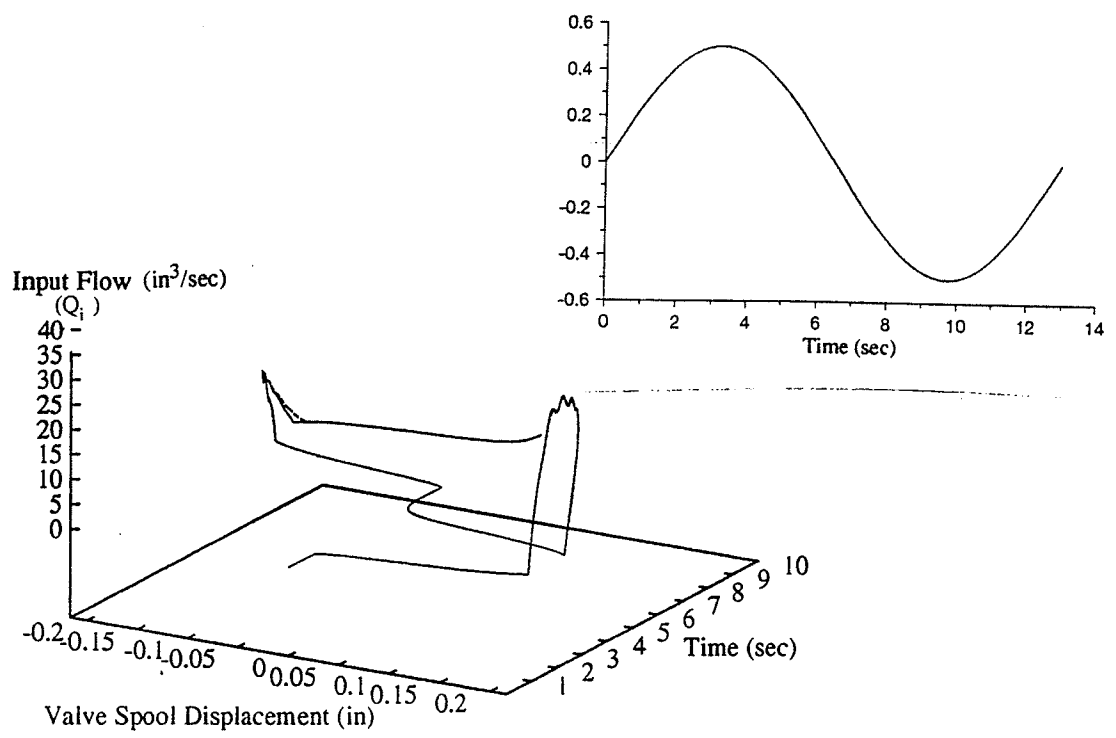 0.6
0.4
0.2
0
-0.2
-0.4
-0.6
0 2 4 6 8 10 12 14
Time (sec)
Input Flow (in³/sec)
(Qᵢ)
40
35
30
25
20
15
10
5
0
-0.2 -0.15 -0.1 -0.05 0 0.05 0.1 0.15 0.2
Valve Spool Displacement (in)
1 2 3 4 5 6 7 8 9 10
Time (sec)